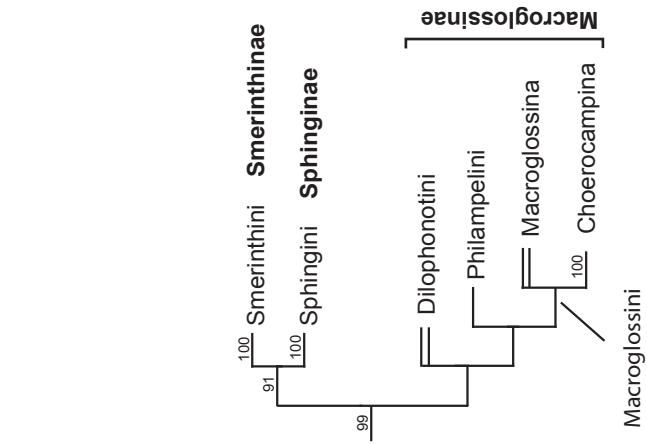 Smerinthini Smerinthinae
Sphingini Sphinginae
Dilophonotini
Philampelini
Macroglossina
Choerocampina
Macroglossinae
Macroglossini
100
100
91
99
100